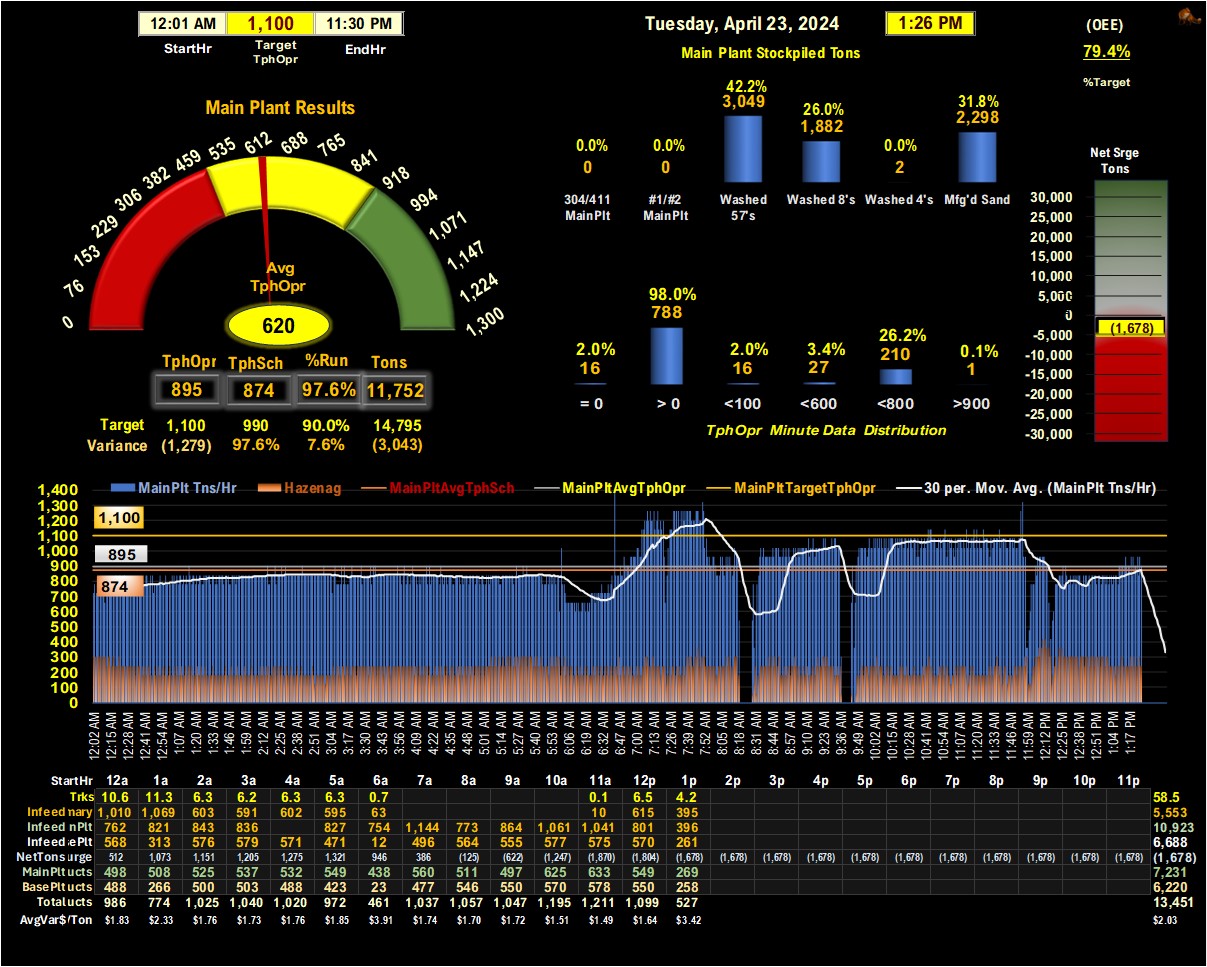 12:01 AM 1,100 11:30 PM
StartHr Target TphOpr EndHr
Tuesday, April 23, 2024 1:26 PM
(OEE)
79.4%
%Target
Main Plant Stockpiled Tons
42.2% 26.0% 31.8%
3,049 1,882 2,298
0.0% 0.0% 0.0%
0 0 2
304/411 MainPlt #1/#2 MainPlt Washed 57's Washed 8's Washed 4's Mfg'd Sand
Main Plant Results
0 76 153 229 306 382 459 535 612 688 765 841 918 994 1,071 1,147 1,224 1,300
Avg
TphOpr
620
TphOpr TphSch %Run Tons
895 874 97.6% 11,752
Target 1,100 990 90.0% 14,795
Variance (1,279) 97.6% 7.6% (3,043)
2.0% 98.0% 2.0% 3.4% 26.2% 0.1%
16 788 16 27 210 1
= 0 > 0 <100 <600 <800 >900
TphOpr Minute Data Distribution
Net Srge
Tons
30,000
25,000
20,000
15,000
10,000
5,000
0
(1,678)
-5,000
-10,000
-15,000
-20,000
-25,000
-30,000
MainPlt Tns/Hr Hazenag MainPltAvgTphSch MainPltAvgTphOpr MainPltTargetTphOpr 30 per. Mov. Avg. (MainPlt Tns/Hr)
1,400
1,300
1,200
1,100
1,000
900
800
700
600
500
400
300
200
100
0
1,100
895
874
12:02 AM 12:15 AM 12:28 AM 12:41 AM 12:54 AM 1:07 AM 1:20 AM 1:33 AM 1:46 AM 1:59 AM 2:12 AM 2:25 AM 2:38 AM 2:51 AM 3:04 AM 3:17 AM 3:30 AM 3:43 AM 3:56 AM 4:09 AM 4:22 AM 4:35 AM 4:48 AM 5:01 AM 5:14 AM 5:27 AM 5:40 AM 5:53 AM 6:06 AM 6:19 AM 6:32 AM 6:47 AM 7:00 AM 7:13 AM 7:26 AM 7:39 AM 7:52 AM 8:05 AM 8:18 AM 8:31 AM 8:44 AM 8:57 AM 9:10 AM 9:23 AM 9:36 AM 9:49 AM 10:02 AM 10:15 AM 10:28 AM 10:41 AM 10:54 AM 11:07 AM 11:20 AM 11:33 AM 11:46 AM 11:59 AM 12:12 PM 12:25 PM 12:38 PM 12:51 PM 1:04 PM 1:17 PM
StartHr 12a 1a 2a 3a 4a 5a 6a 7a 8a 9a 10a 11a 12p 1p 2p 3p 4p 5p 6p 7p 8p 9p 10p 11p
Trks 10.6 11.3 6.3 6.2 6.3 6.3 0.7 0.1 6.5 4.2 58.5
Infeed mary 1,010 1,069 603 591 602 595 63 10 615 395 5,553
Infeed nPlt 762 821 843 836 827 754 1,144 773 864 1,061 1,041 801 396 10,923
Infeed ePlt 568 313 576 579 571 471 12 496 564 555 577 575 570 261 6,688
NetTons urge 512 1,073 1,151 1,205 1,275 1,321 946 386 (125) (622) (1,247) (1,870) (1,804) (1,678) (1,678) (1,678) (1,678) (1,678) (1,678) (1,678) (1,678) (1,678) (1,678) (1,678) (1,678)
MainPlt ucts 498 508 525 537 532 549 438 560 511 497 625 633 549 269 7,231
BasePlt ucts 488 266 500 503 488 423 23 477 546 550 570 578 550 258 6,220
Total ucts 986 774 1,025 1,040 1,020 972 461 1,037 1,057 1,047 1,195 1,211 1,099 527 13,451
AvgVar$/Ton $1.83 $2.33 $1.76 $1.73 $1.76 $1.85 $3.91 $1.74 $1.70 $1.72 $1.51 $1.49 $1.64 $3.42 $2.03